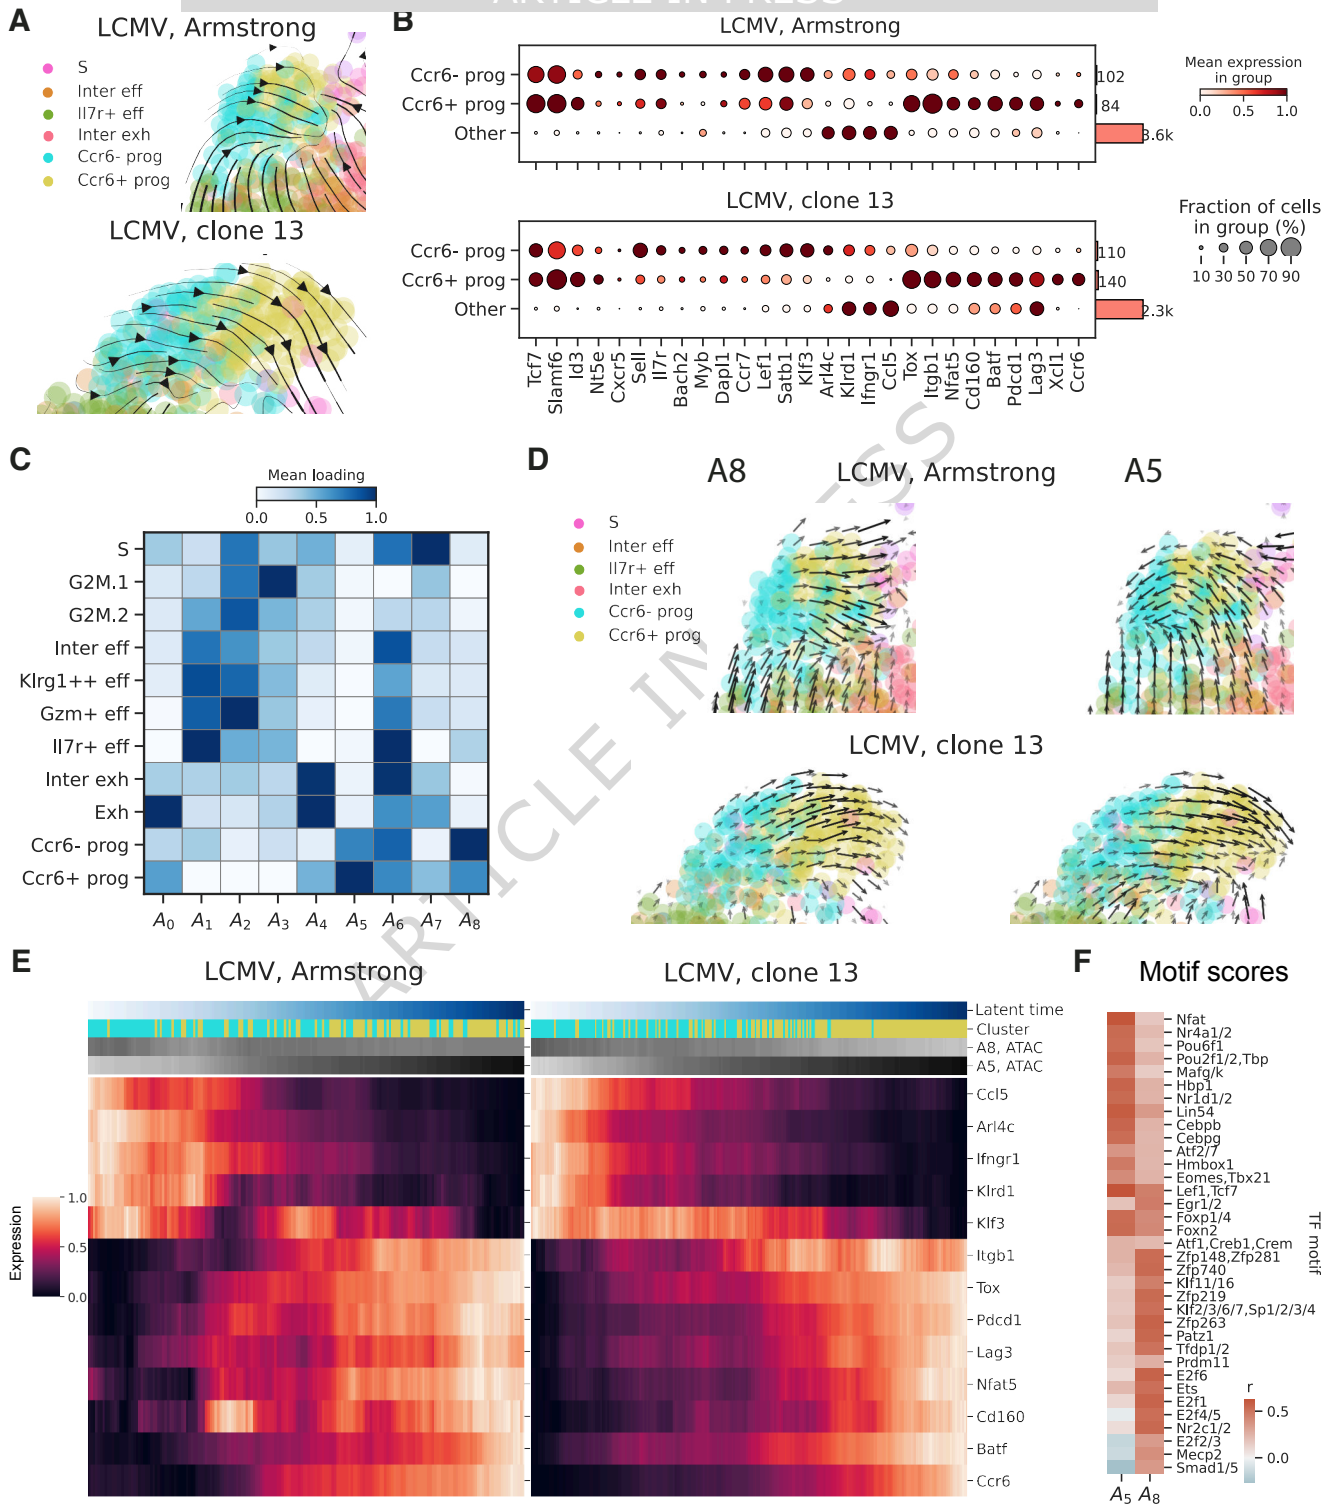 ARTICLE IN PRESS
A
LCMV, Armstrong
S
Inter eff
Il7r+ eff
Inter exh
Ccr6- prog
Ccr6+ prog
LCMV, clone 13
B
LCMV, Armstrong
Ccr6- prog
Ccr6+ prog
Other
102
84
3.6k
LCMV, clone 13
Ccr6- prog
Ccr6+ prog
Other
110
140
2.3k
Tcf7
Slamf6
Id3
Nt5e
Cxcr5
Sell
Il7r
Bach2
Myb
Dapl1
Ccr7
Lef1
Satb1
Klf3
Arl4c
Klrd1
Ifngr1
Ccl5
Tox
Itgb1
Nfat5
Cd160
Batf
Pdcd1
Lag3
Xcl1
Ccr6
Mean expression
in group
0.0 0.5 1.0
Fraction of cells
in group (%)
10 30 50 70 90
C
Mean loading
0.0 0.5 1.0
S
G2M.1
G2M.2
Inter eff
Klrg1++ eff
Gzm+ eff
Il7r+ eff
Inter exh
Exh
Ccr6- prog
Ccr6+ prog
A0 A1 A2 A3 A4 A5 A6 A7 A8
D
A8
LCMV, Armstrong
A5
S
Inter eff
Il7r+ eff
Inter exh
Ccr6- prog
Ccr6+ prog
LCMV, clone 13
ARTICLE IN PRESS
E
LCMV, Armstrong
LCMV, clone 13
Latent time
Cluster
A8, ATAC
A5, ATAC
Ccl5
Arl4c
Ifngr1
Klrd1
Klf3
Itgb1
Tox
Pdcd1
Lag3
Nfat5
Cd160
Batf
Ccr6
Expression
1.0
0.5
0.0
F
Motif scores
Nfat
Nr4a1/2
Pou6f1
Pou2f1/2,Tbp
Mafg/k
Hbp1
Nr1d1/2
Lin54
Cebpb
Cebpg
Atf2/7
Hmbox1
Eomes,Tbx21
Lef1,Tcf7
Egr1/2
Foxp1/4
Foxn2
Atf1,Creb1,Crem
Zfp148,Zfp281
Zfp740
Klf11/16
Zfp219
Klf2/3/6/7,Sp1/2/3/4
Zfp263
Patz1
Tfdp1/2
Prdm11
E2f6
Ets
E2f1
E2f4/5
Nr2c1/2
E2f2/3
Mecp2
Smad1/5
TF motif
r
0.5
0.0
A5 A8